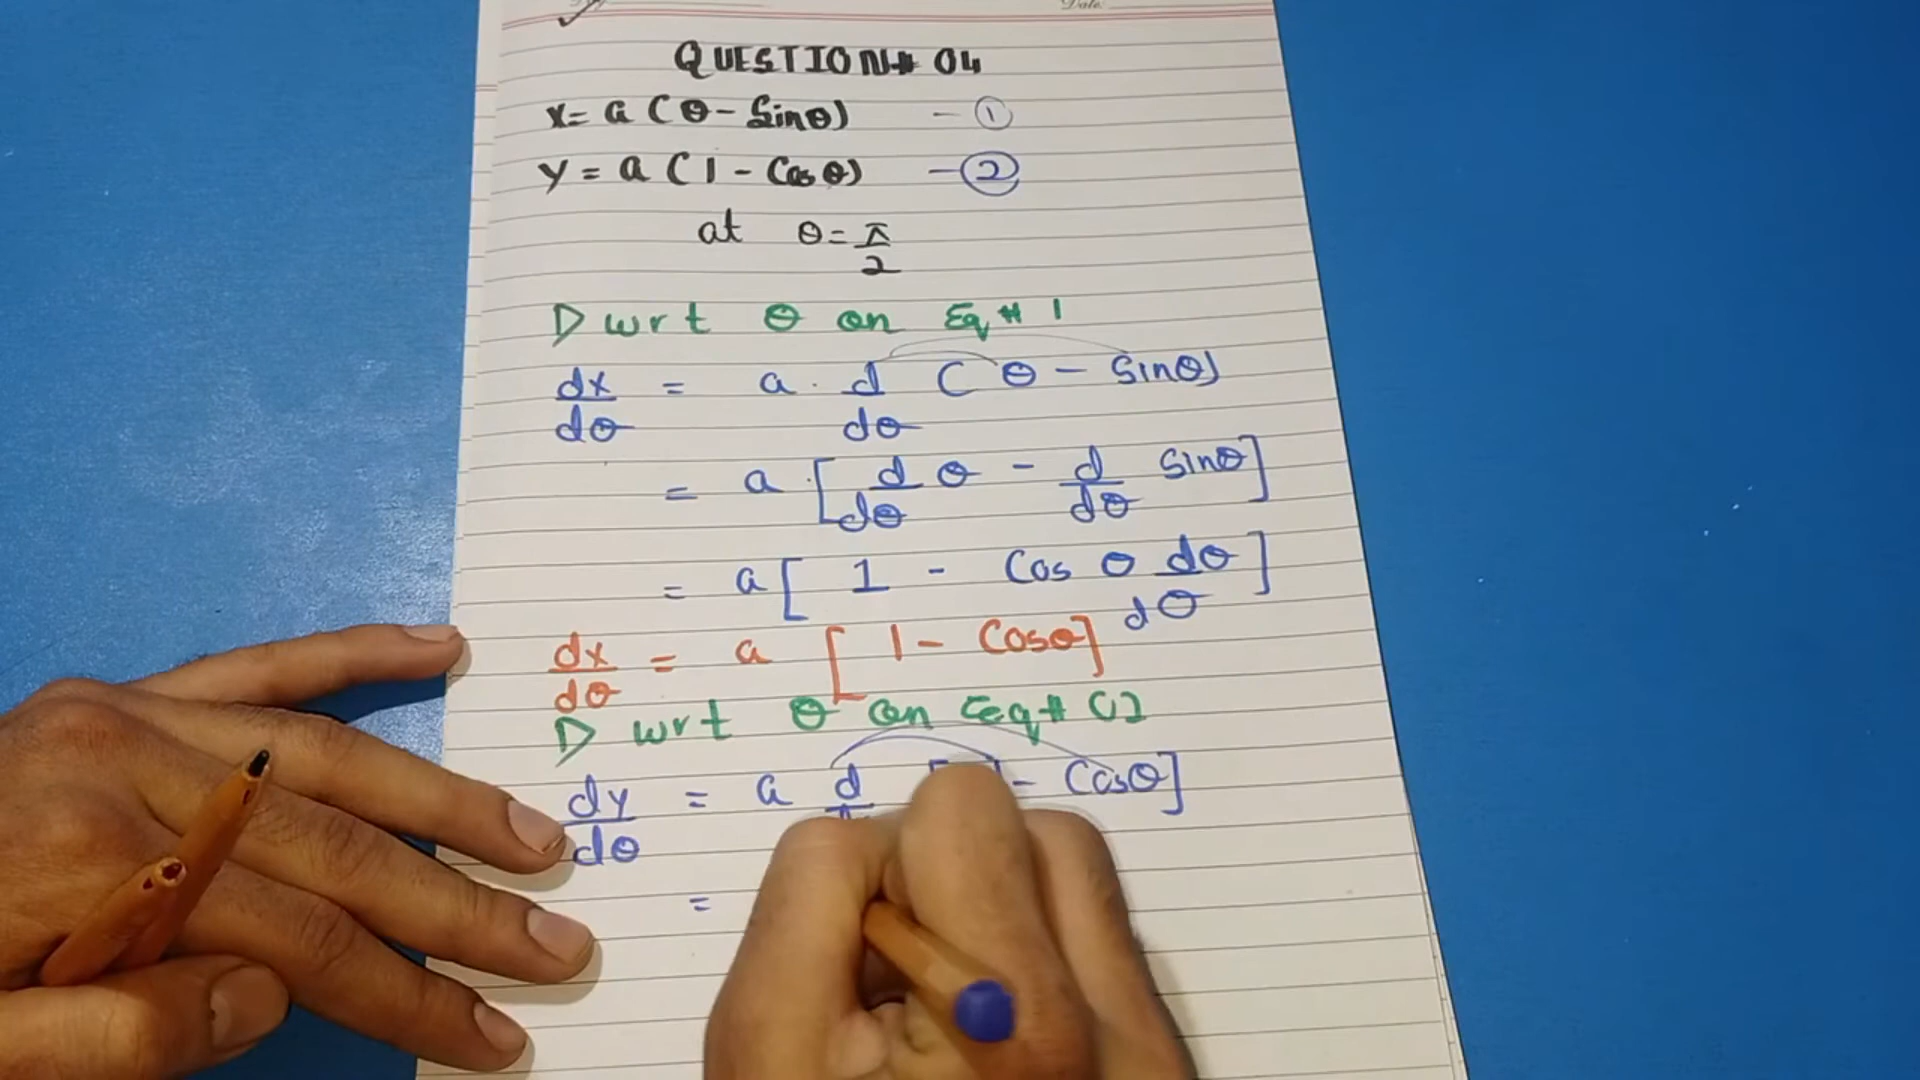 Date:
QUESTION# 04
x = a (θ - Sinθ) - ①
y = a (1 - Cosθ) - ②
at θ = π/2
D wrt θ on Eq # 1
dx/dθ = a · d/dθ (θ - Sinθ)
= a · [d/dθ θ - d/dθ Sinθ]
= a [1 - Cos θ dθ/dθ]
dx/dθ = a [1 - Cosθ]
D wrt θ on Eq#
dy/dθ = a d - Cosθ]
=